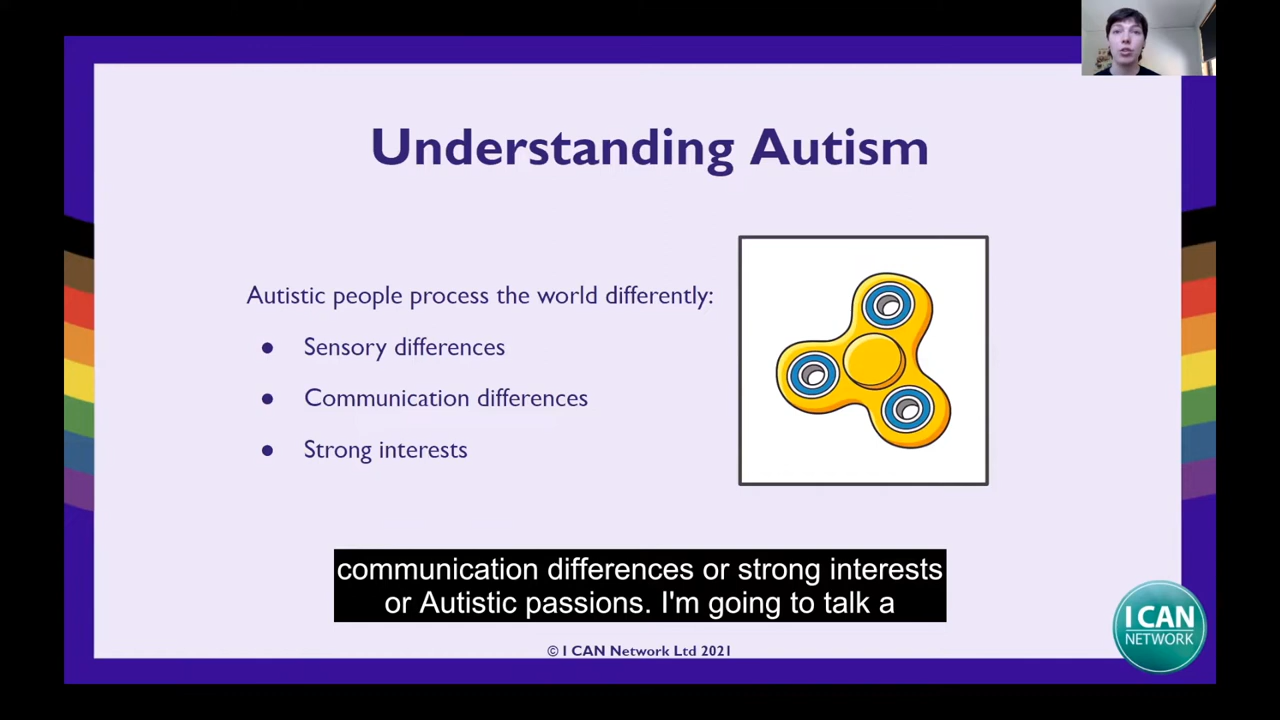 Understanding Autism
Autistic people process the world differently:
● Sensory differences
● Communication differences
● Strong interests
communication differences or strong interests
or Autistic passions. I'm going to talk a
© I CAN Network Ltd 2021
I CAN
NETWORK